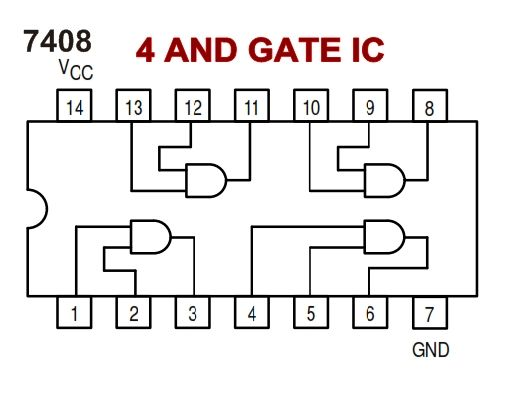 7408
4 AND GATE IC
VCC
14 13 12 11 10 9 8
1 2 3 4 5 6 7
GND